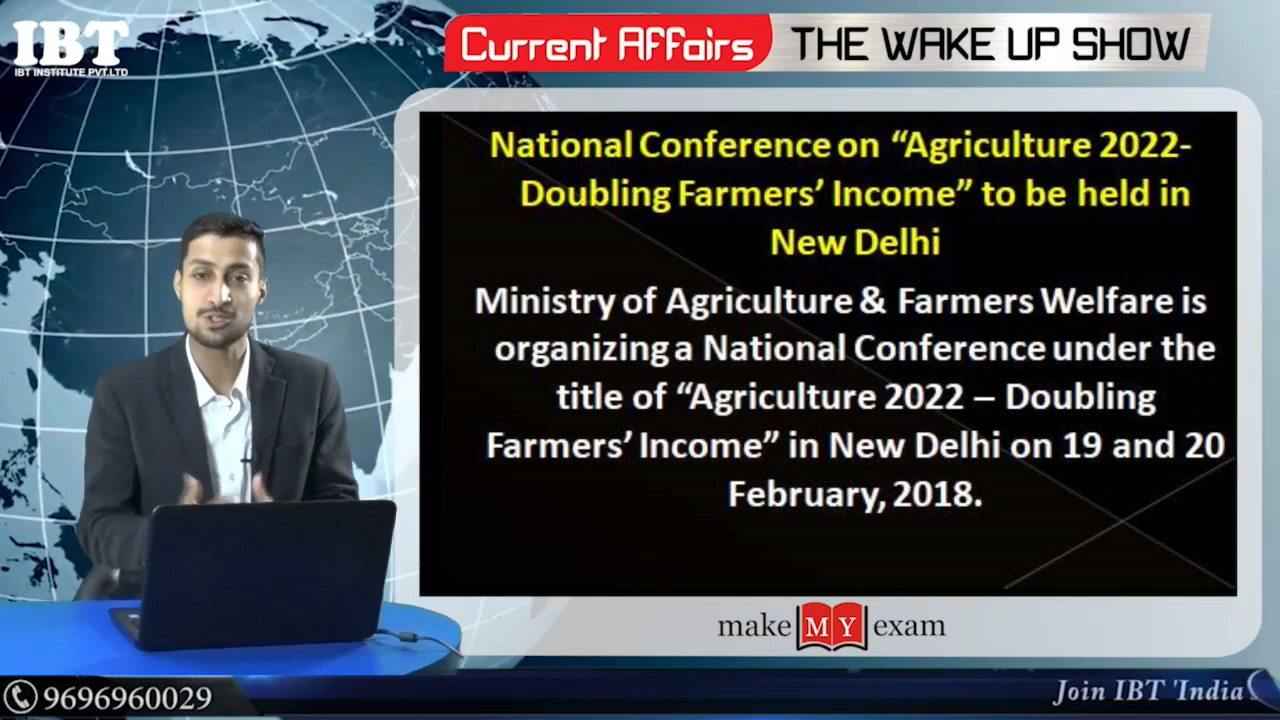 IBT
IBT INSTITUTE PVT.LTD
Current Affairs THE WAKE UP SHOW
National Conference on “Agriculture 2022-
Doubling Farmers’ Income” to be held in
New Delhi
Ministry of Agriculture & Farmers Welfare is
organizing a National Conference under the
title of “Agriculture 2022 – Doubling
Farmers’ Income” in New Delhi on 19 and 20
February, 2018.
make MY exam
9696960029
Join IBT 'India